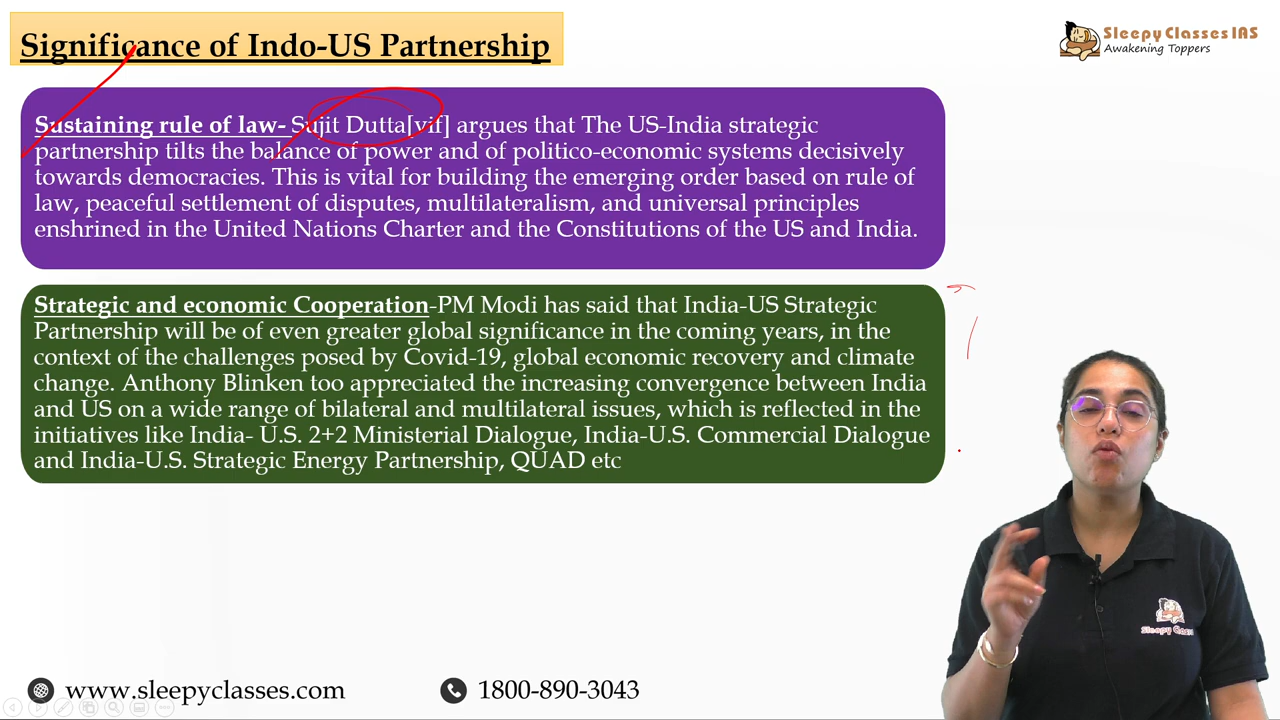 Significance of Indo-US Partnership
Sleepy Classes IAS
Awakening Toppers
Sustaining rule of law- Sujit Dutta[vif] argues that The US-India strategic
partnership tilts the balance of power and of politico-economic systems decisively
towards democracies. This is vital for building the emerging order based on rule of
law, peaceful settlement of disputes, multilateralism, and universal principles
enshrined in the United Nations Charter and the Constitutions of the US and India.
Strategic and economic Cooperation-PM Modi has said that India-US Strategic
Partnership will be of even greater global significance in the coming years, in the
context of the challenges posed by Covid-19, global economic recovery and climate
change. Anthony Blinken too appreciated the increasing convergence between India
and US on a wide range of bilateral and multilateral issues, which is reflected in the
initiatives like India- U.S. 2+2 Ministerial Dialogue, India-U.S. Commercial Dialogue
and India-U.S. Strategic Energy Partnership, QUAD etc
www.sleepyclasses.com
1800-890-3043